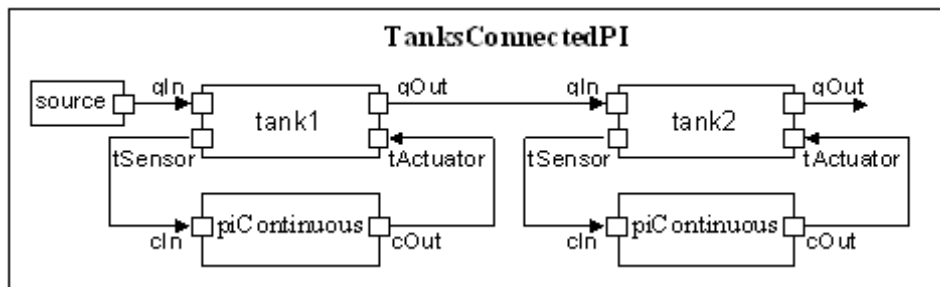 TanksConnectedPI
qIn qOut qIn qOut
source tank1 tank2
tSensor tActuator tSensor tActuator
piContinuous piContinuous
cIn cOut cIn cOut